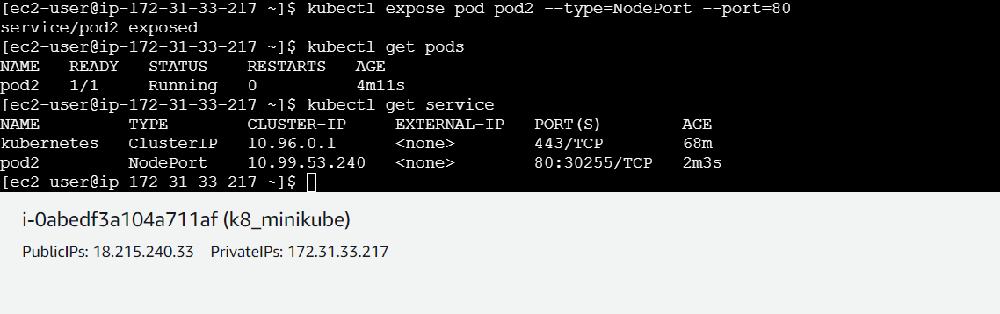 [ec2-user@ip-172-31-33-217 ~]$ kubectl expose pod pod2 --type=NodePort --port=80
service/pod2 exposed
[ec2-user@ip-172-31-33-217 ~]$ kubectl get pods
NAME   READY   STATUS    RESTARTS   AGE
pod2   1/1     Running   0          4m11s
[ec2-user@ip-172-31-33-217 ~]$ kubectl get service
NAME         TYPE        CLUSTER-IP     EXTERNAL-IP   PORT(S)        AGE
kubernetes   ClusterIP   10.96.0.1      <none>        443/TCP        68m
pod2         NodePort    10.99.53.240   <none>        80:30255/TCP   2m3s
[ec2-user@ip-172-31-33-217 ~]$
i-0abedf3a104a711af (k8_minikube)
PublicIPs: 18.215.240.33    PrivateIPs: 172.31.33.217